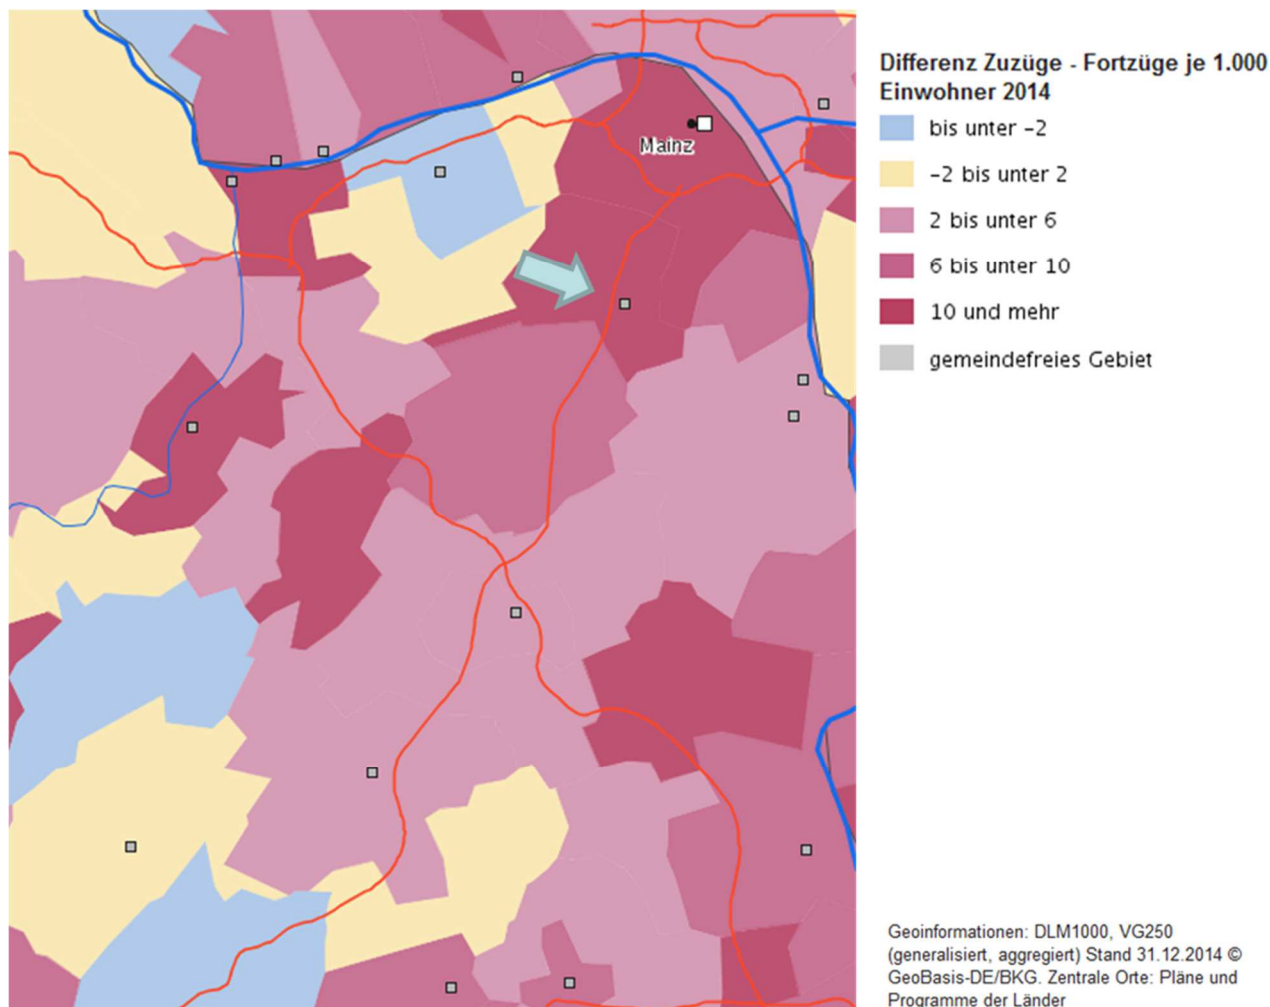 Differenz Zuzüge - Fortzüge je 1.000
Einwohner 2014
bis unter –2
–2 bis unter 2
2 bis unter 6
6 bis unter 10
10 und mehr
gemeindefreies Gebiet
Mainz
Geoinformationen: DLM1000, VG250
(generalisiert, aggregiert) Stand 31.12.2014 ©
GeoBasis-DE/BKG. Zentrale Orte: Pläne und
Programme der Länder